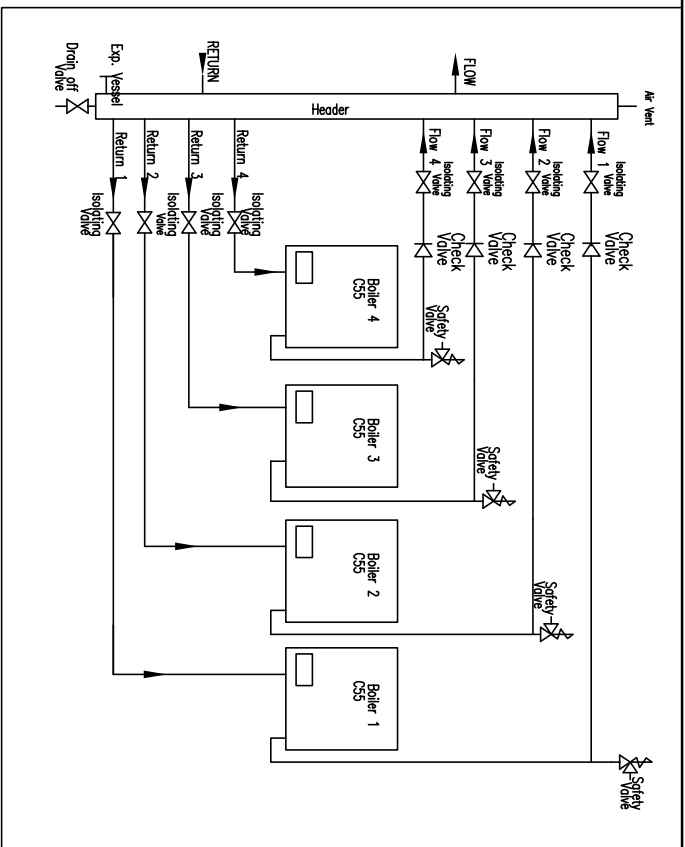 Air Vent
FLOW
RETURN
Exp. Vessel
Drain off
Valve
Header
Flow 1
Isolating
Valve
Check
Valve
Flow 2
Isolating
Valve
Check
Valve
Flow 3
Isolating
Valve
Check
Valve
Flow 4
Isolating
Valve
Check
Valve
Return 4
Isolating
Valve
Return 3
Isolating
Valve
Return 2
Isolating
Valve
Return 1
Isolating
Valve
Boiler 4
C55
Safety
Valve
Boiler 3
C55
Safety
Valve
Boiler 2
C55
Safety
Valve
Boiler 1
C55
Safety
Valve